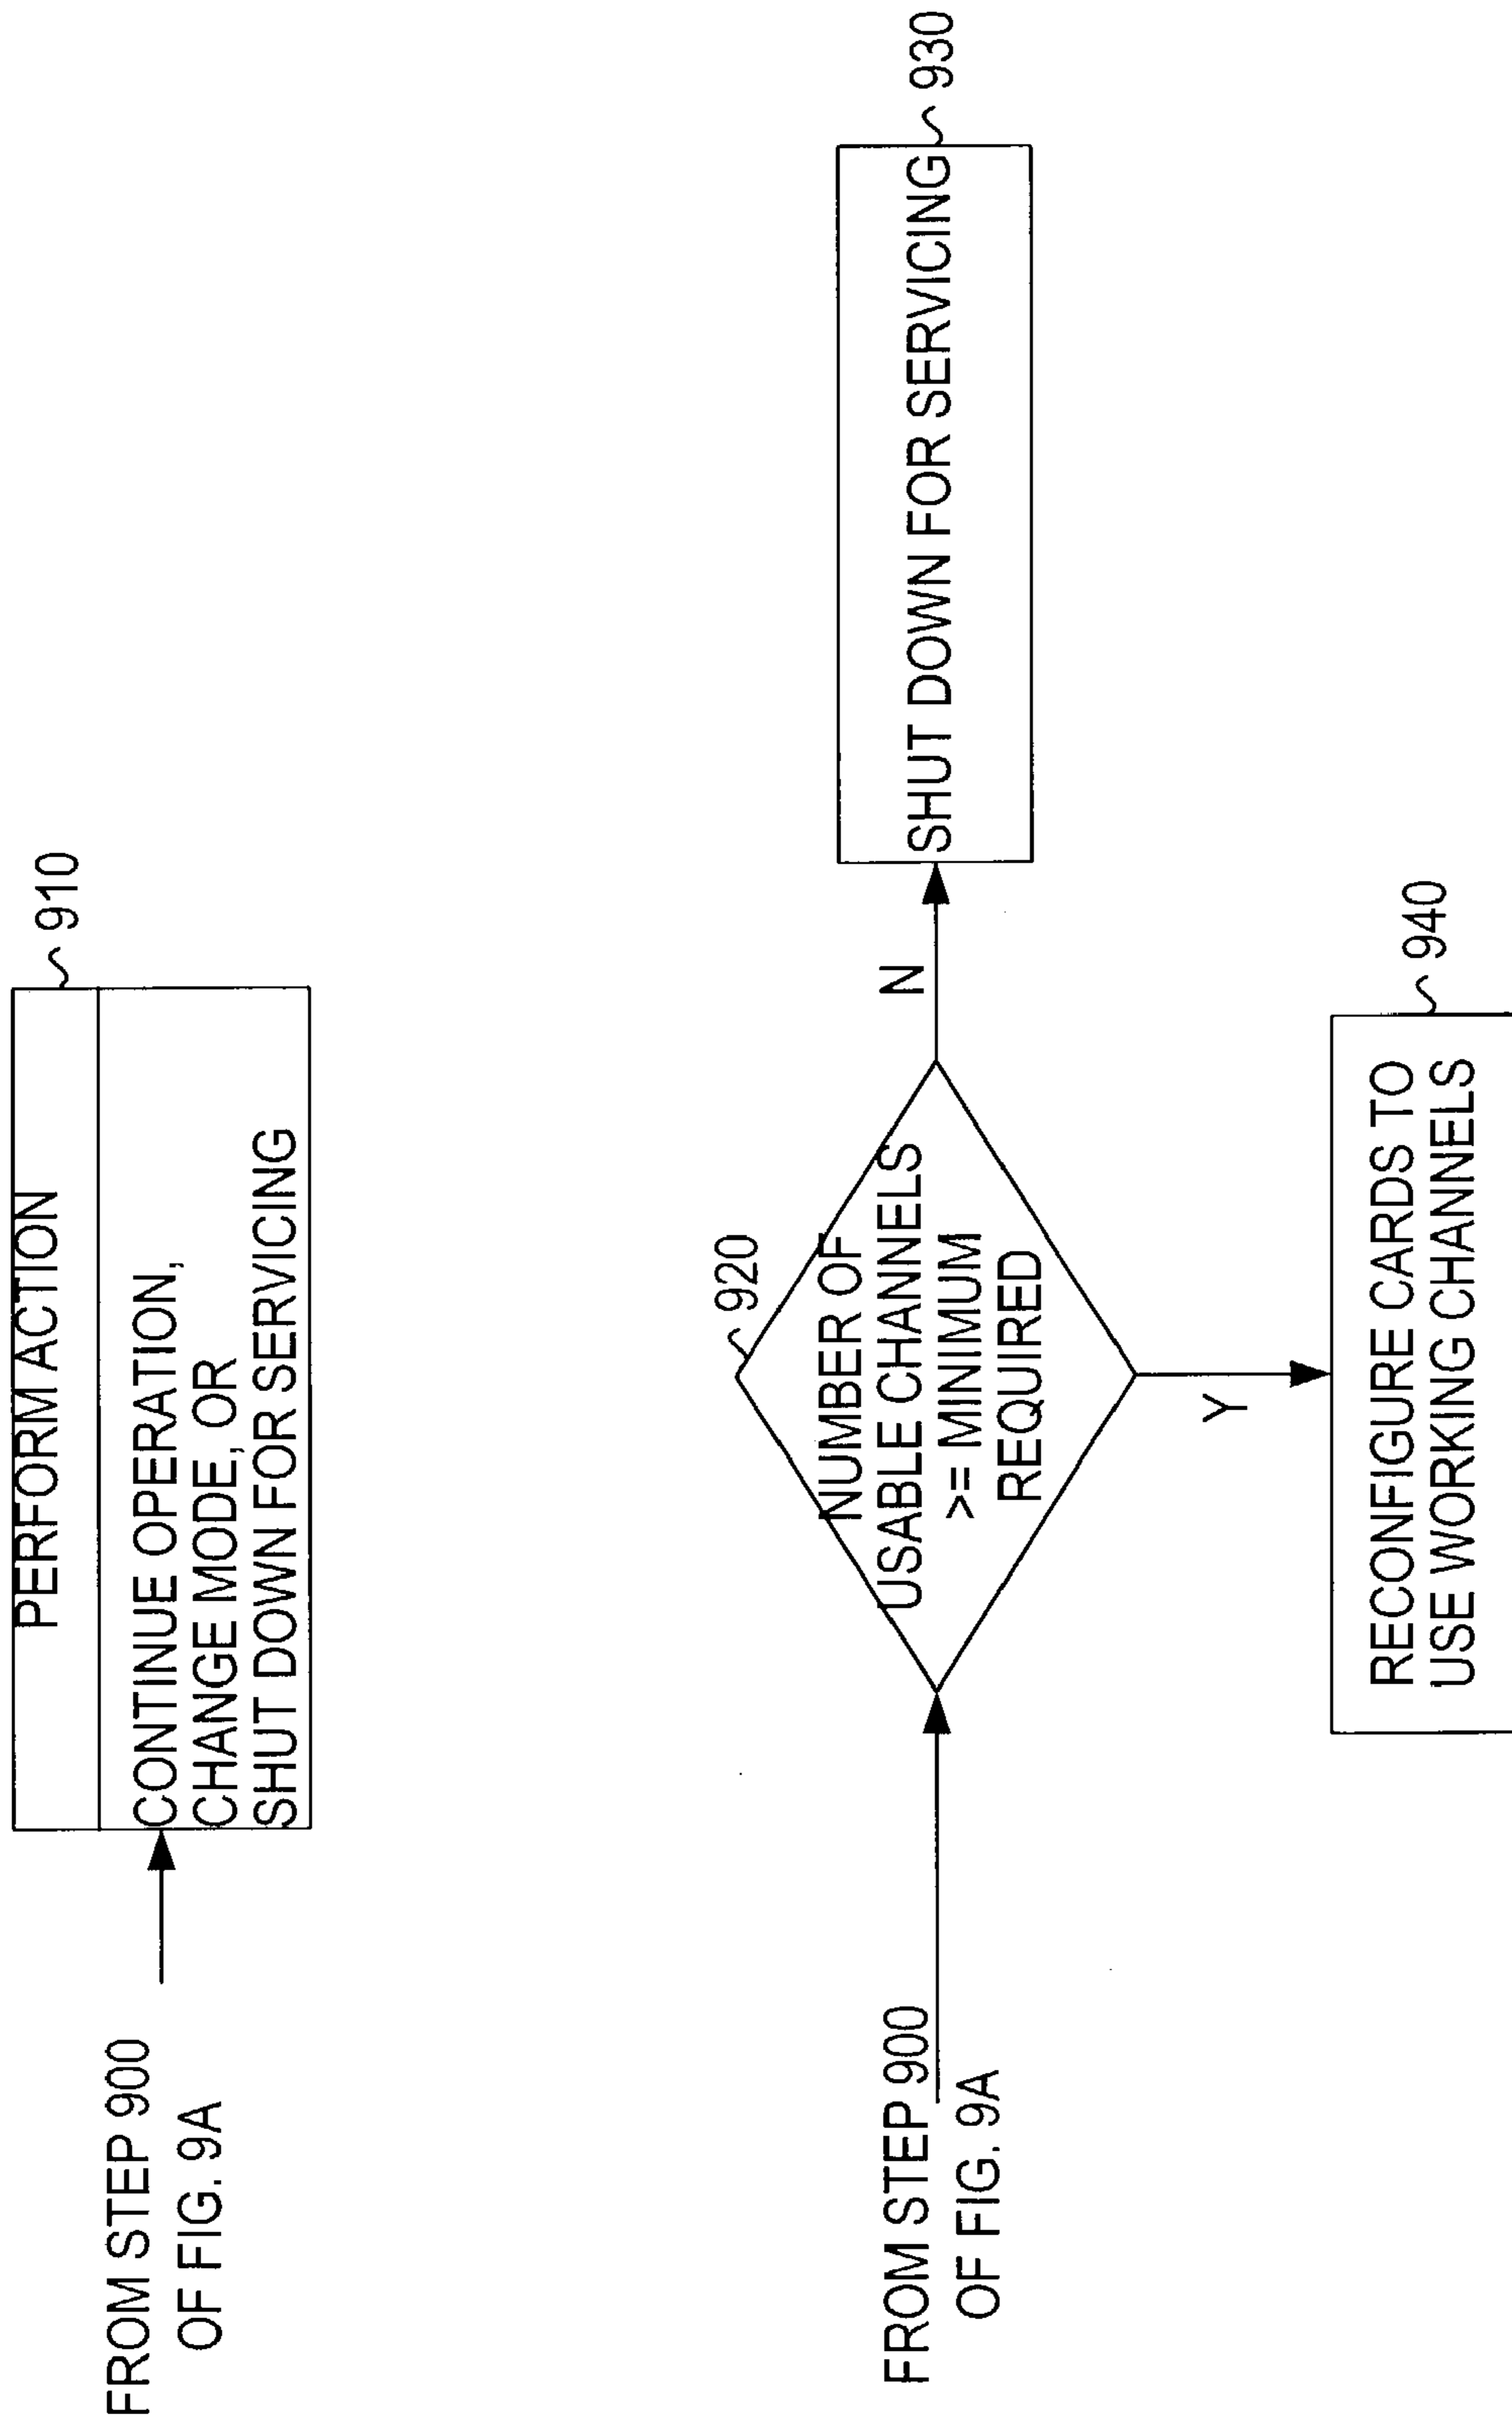 FROM STEP 900
OF FIG. 9A
PERFORM ACTION
910
CONTINUE OPERATION,
CHANGE MODE, OR
SHUT DOWN FOR SERVICING
FROM STEP 900
OF FIG. 9A
920
NUMBER OF
USABLE CHANNELS
>= MINIMUM
REQUIRED
N
SHUT DOWN FOR SERVICING
930
Y
RECONFIGURE CARDS TO
USE WORKING CHANNELS
940